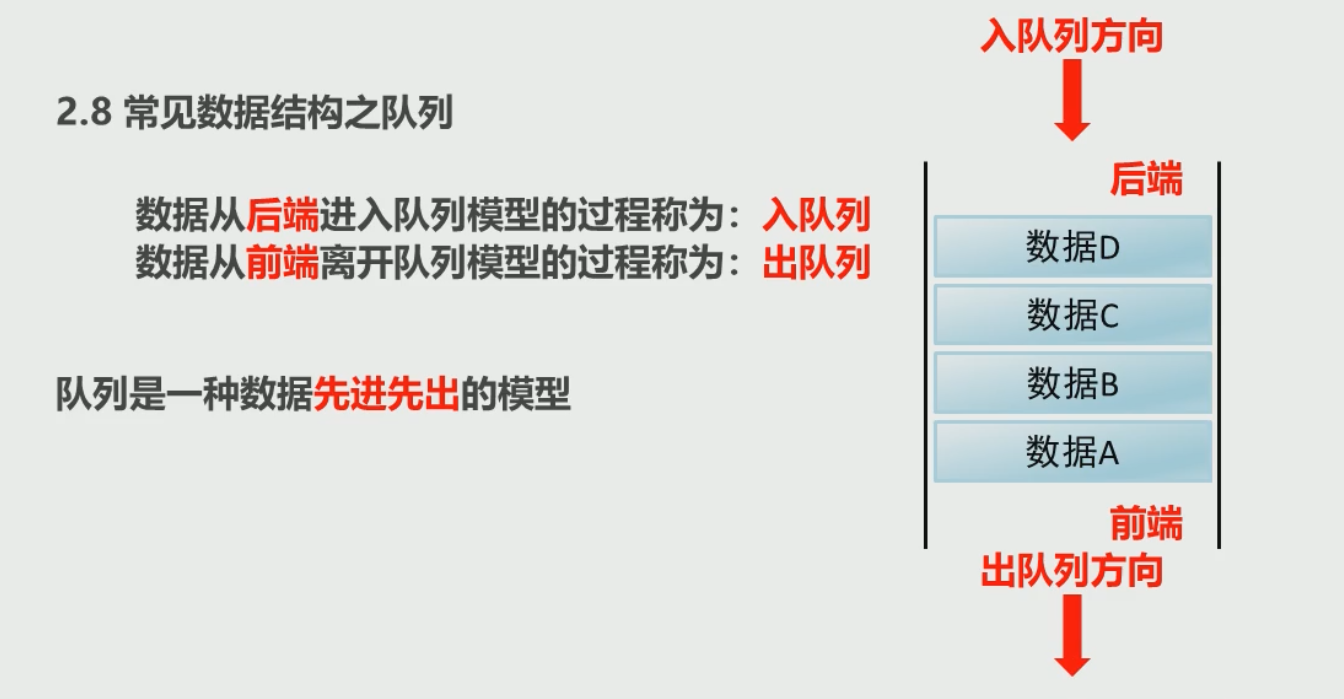 2.8 常见数据结构之队列
数据从后端进入队列模型的过程称为：入队列
数据从前端离开队列模型的过程称为：出队列
队列是一种数据先进先出的模型
入队列方向
后端
数据D
数据C
数据B
数据A
前端
出队列方向